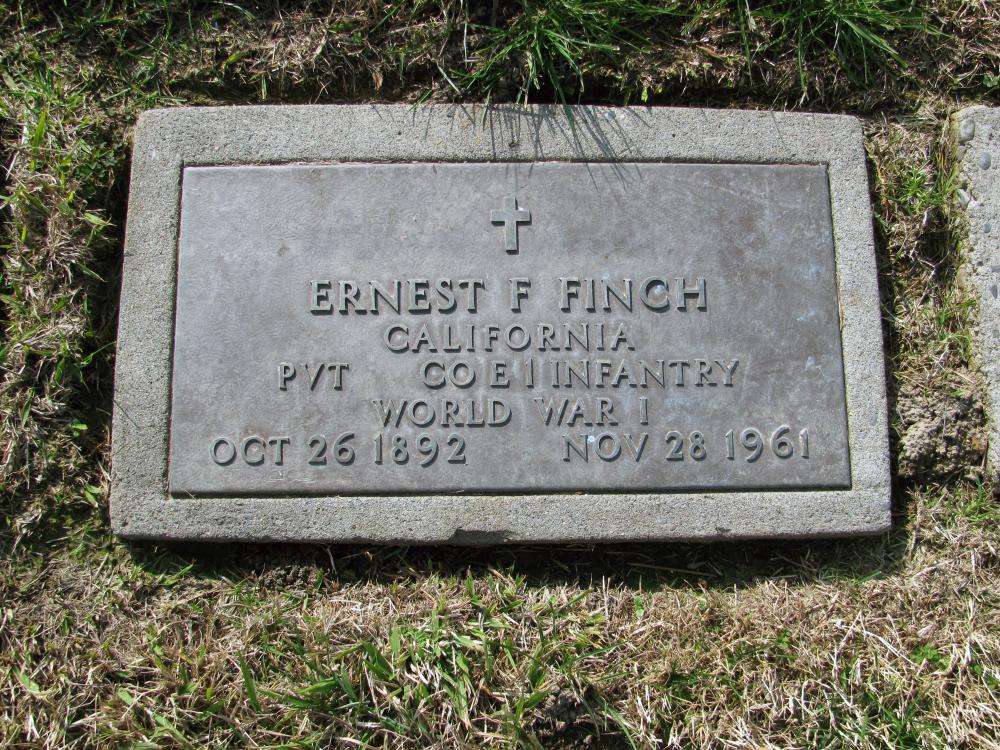 ERNEST F FINCH
CALIFORNIA
PVT CO E 1 INFANTRY
WORLD WAR I
OCT 26 1892 NOV 28 1961